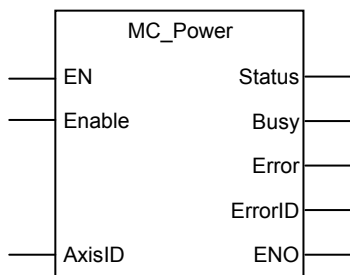 MC_Power
EN Status
Enable Busy
Error
ErrorID
AxisID ENO